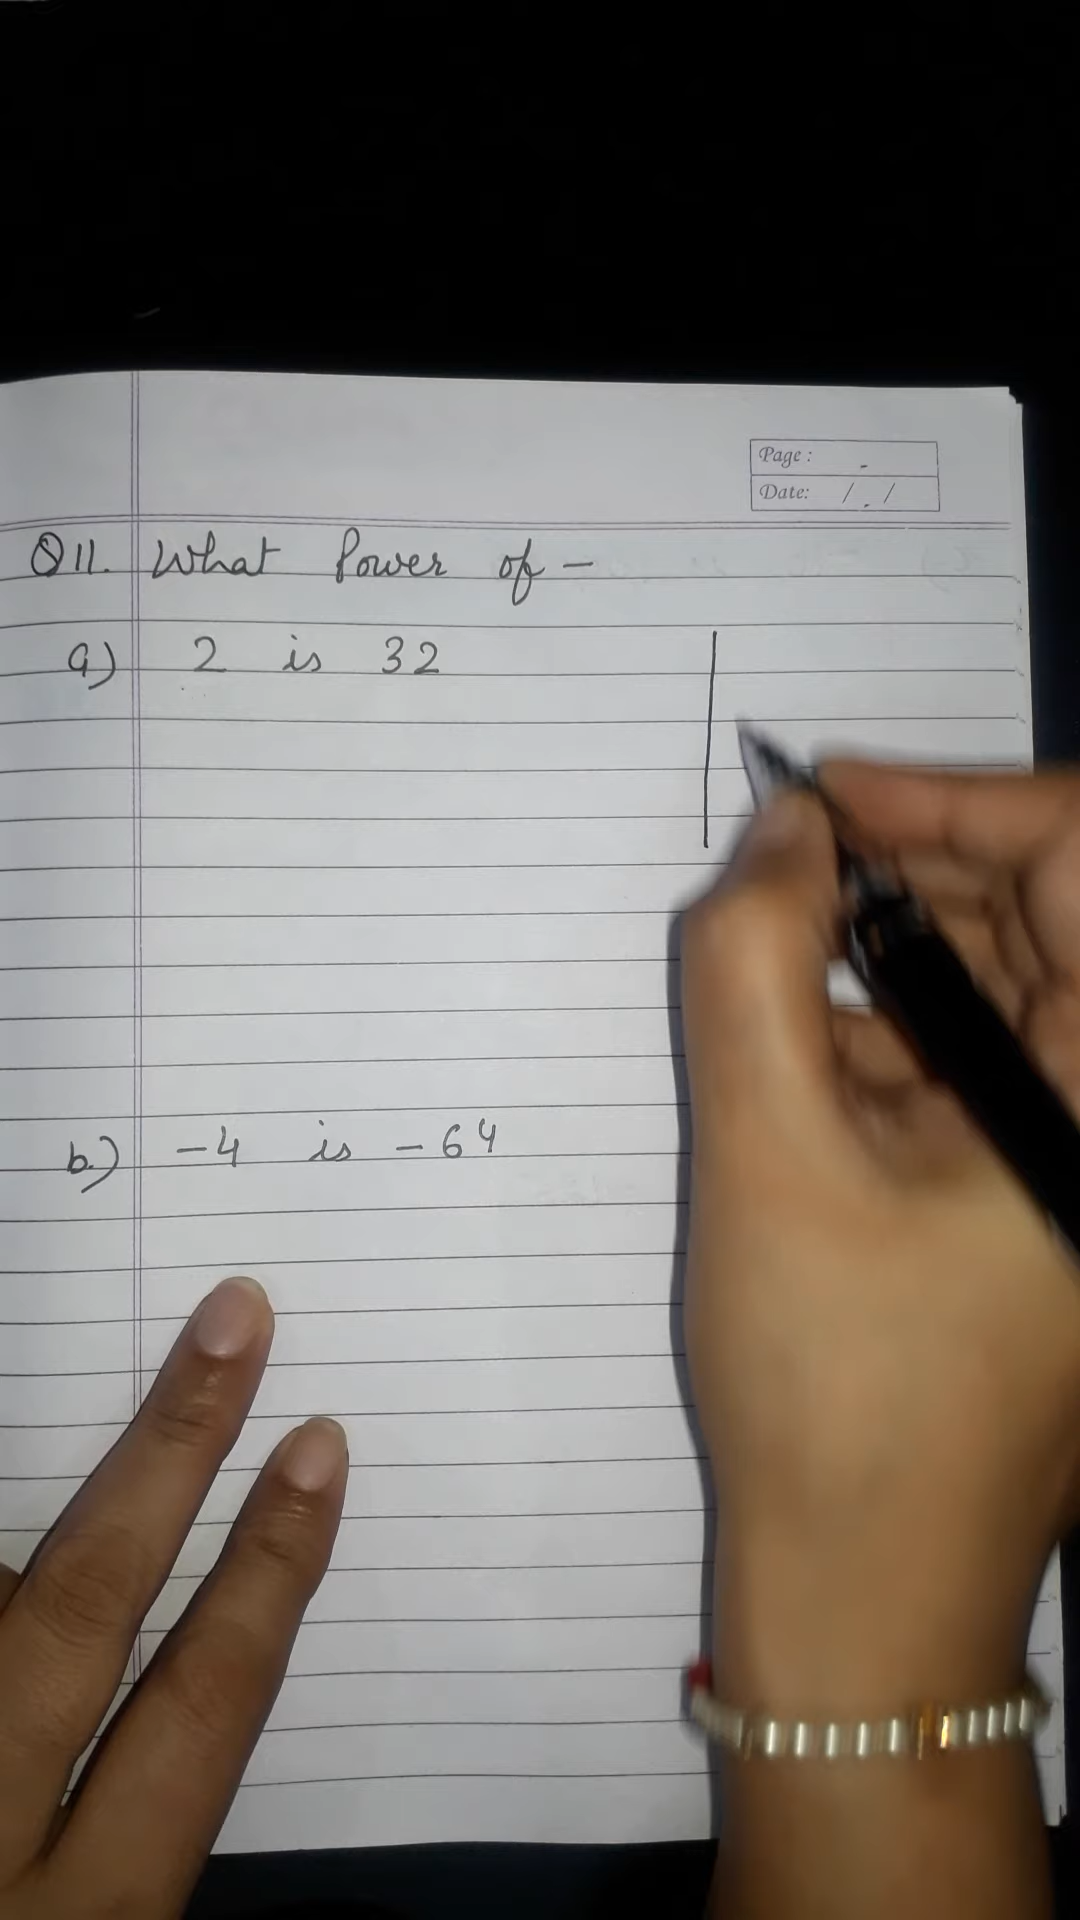 Page :
Date: / /
Q11. What Power of -
a) 2 is 32
b.) -4 is -64